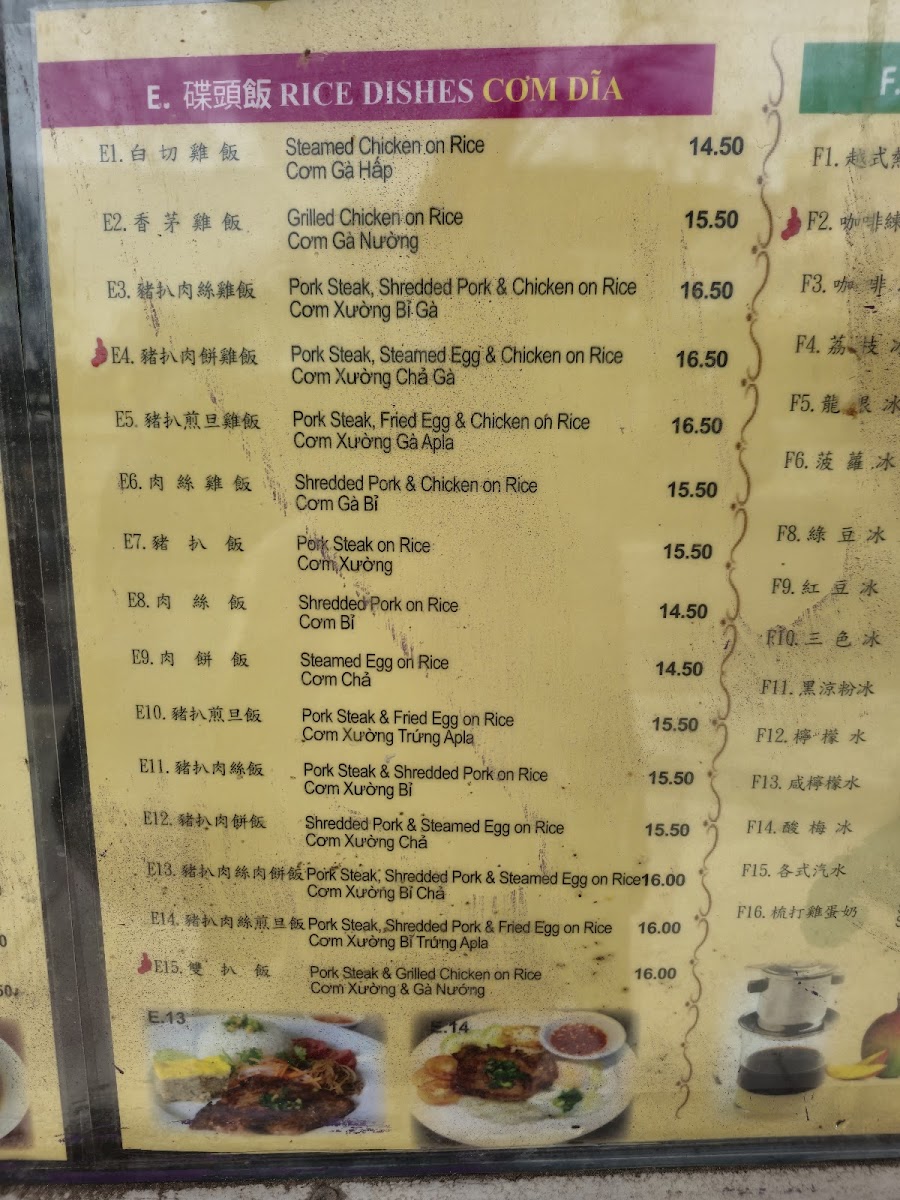 E. 碟頭飯 RICE DISHES CƠM DĨA
E1. 白切雞飯 Steamed Chicken on Rice 14.50
Cơm Gà Hấp
E2. 香茅雞飯 Grilled Chicken on Rice 15.50
Cơm Gà Nường
E3. 豬扒肉絲雞飯 Pork Steak, Shredded Pork & Chicken on Rice 16.50
Cơm Xường Bỉ Gà
E4. 豬扒肉餅雞飯 Pork Steak, Steamed Egg & Chicken on Rice 16.50
Cơm Xường Chả Gà
E5. 豬扒煎旦雞飯 Pork Steak, Fried Egg & Chicken on Rice 16.50
Cơm Xường Gà Apla
E6. 肉絲雞飯 Shredded Pork & Chicken on Rice 15.50
Cơm Gà Bỉ
E7. 豬扒飯 Pork Steak on Rice 15.50
Cơm Xường
E8. 肉絲飯 Shredded Pork on Rice 14.50
Cơm Bỉ
E9. 肉餅飯 Steamed Egg on Rice 14.50
Cơm Chả
E10. 豬扒煎旦飯 Pork Steak & Fried Egg on Rice 15.50
Cơm Xường Trứng Apla
E11. 豬扒肉絲飯 Pork Steak & Shredded Pork on Rice 15.50
Cơm Xường Bỉ
E12. 豬扒肉餅飯 Shredded Pork & Steamed Egg on Rice 15.50
Cơm Xường Chả
E13. 豬扒肉絲肉餅飯 Pork Steak, Shredded Pork & Steamed Egg on Rice 16.00
Cơm Xường Bỉ Chả
E14. 豬扒肉絲煎旦飯 Pork Steak, Shredded Pork & Fried Egg on Rice 16.00
Cơm Xường Bỉ Trứng Apla
E15. 雙扒飯 Pork Steak & Grilled Chicken on Rice 16.00
Cơm Xường & Gà Nướng
E.13
E.14
F.
F1. 越式
F2. 咖啡
F3. 咖啡
F4. 荔枝冰
F5. 龍眼冰
F6. 菠蘿冰
F8. 綠豆冰
F9. 紅豆冰
F10. 三色冰
F11. 黑涼粉冰
F12. 檸檬水
F13. 咸檸檬水
F14. 酸梅冰
F15. 各式汽水
F16. 梳打雞蛋奶